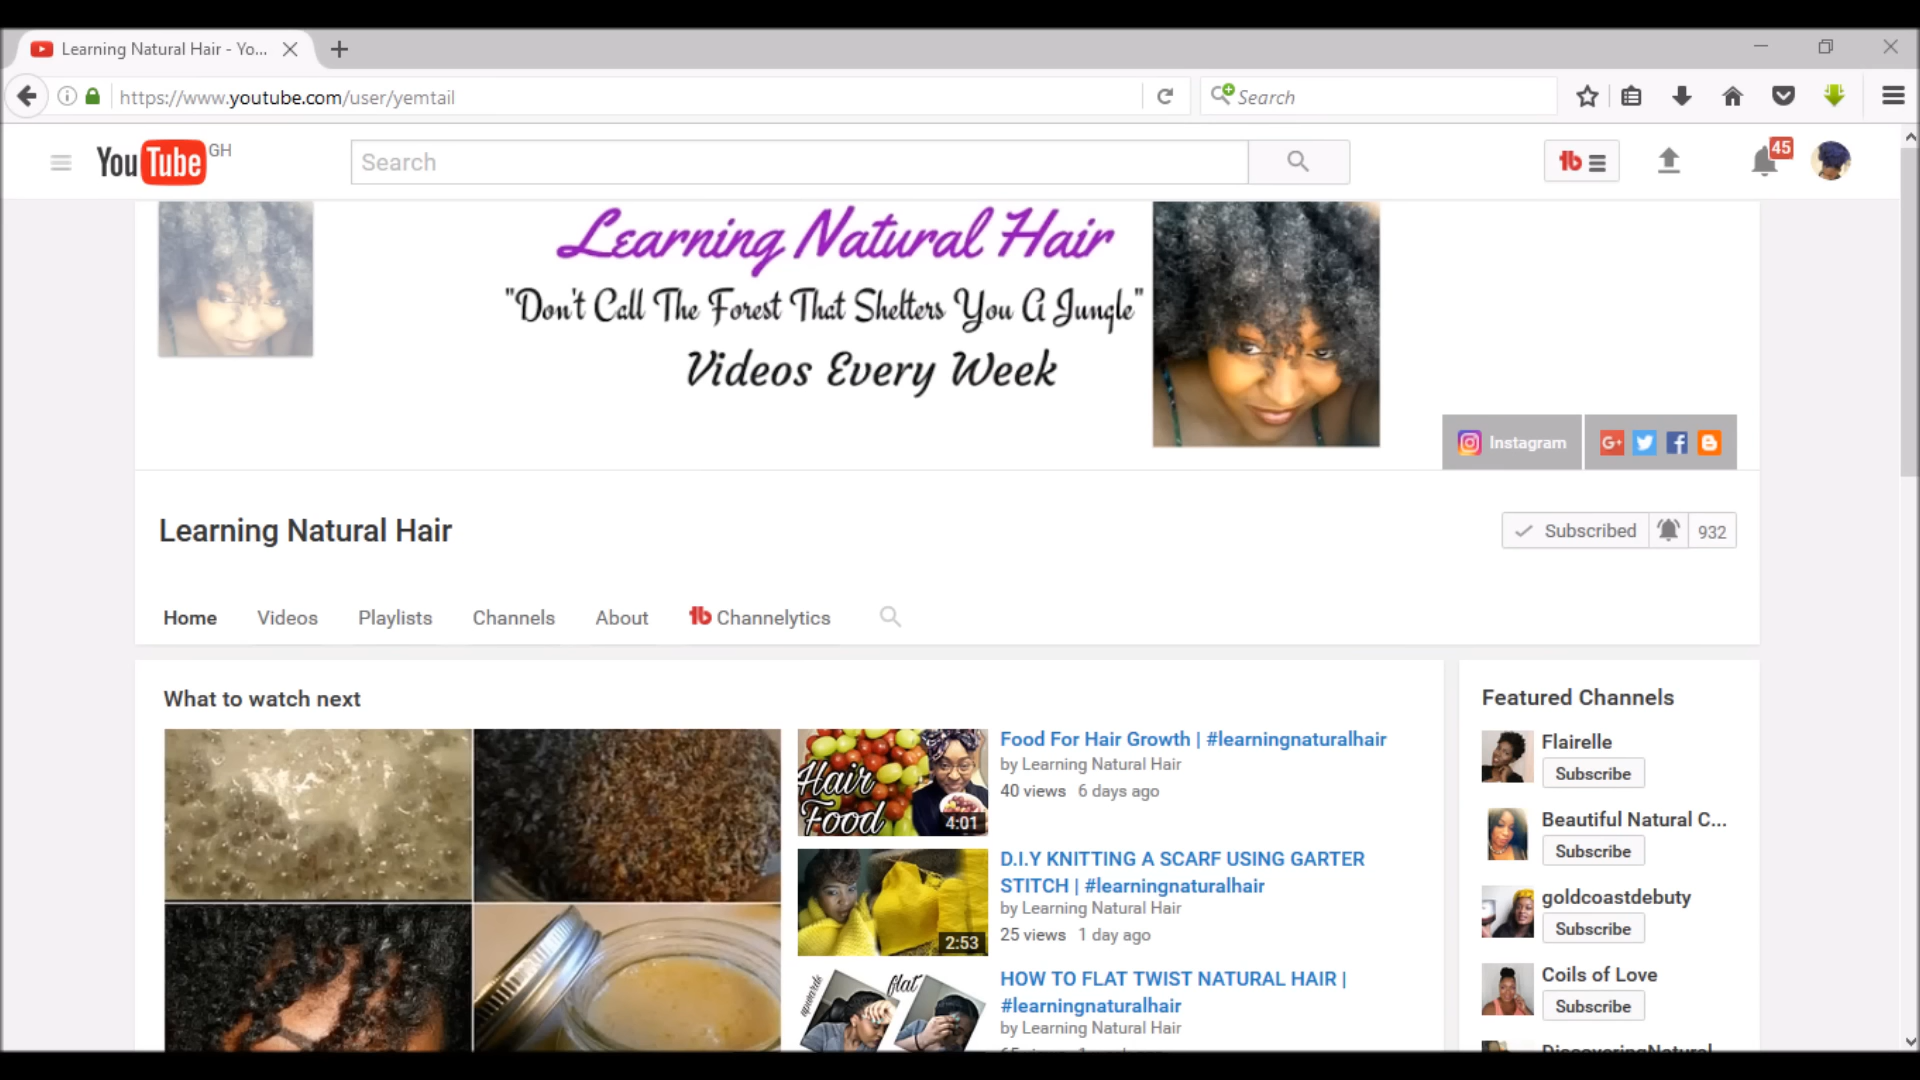 Learning Natural Hair - Yo...
https://www.youtube.com/user/yemtail
Search
You Tube GH
Search
45
Learning Natural Hair
"Don't Call The Forest That Shelters You A Jungle"
Videos Every Week
Instagram
Learning Natural Hair
Subscribed 932
Home Videos Playlists Channels About Channelytics
What to watch next
Hair
Food
4:01
Food For Hair Growth | #learningnaturalhair
by Learning Natural Hair
40 views 6 days ago
2:53
D.I.Y KNITTING A SCARF USING GARTER
STITCH | #learningnaturalhair
by Learning Natural Hair
25 views 1 day ago
upwards flat
HOW TO FLAT TWIST NATURAL HAIR |
#learningnaturalhair
by Learning Natural Hair
Featured Channels
Flairelle
Subscribe
Beautiful Natural C...
Subscribe
goldcoastdebuty
Subscribe
Coils of Love
Subscribe